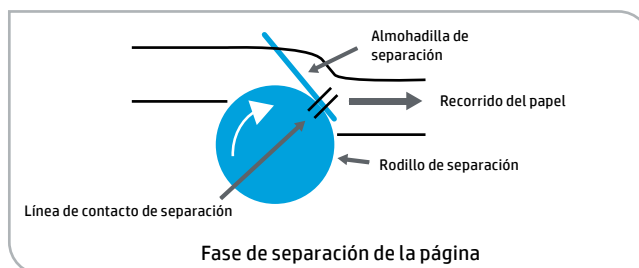 Almohadilla de
separación
Recorrido del papel
Rodillo de separación
Línea de contacto de separación
Fase de separación de la página